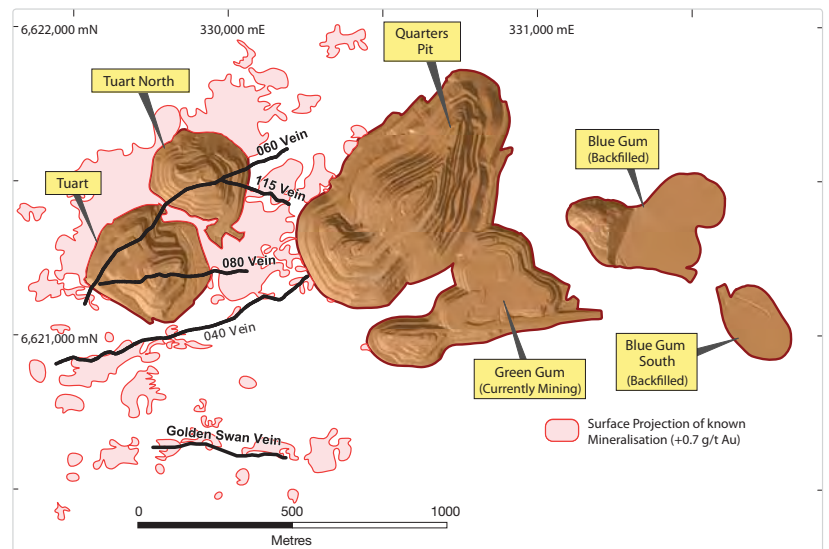 6,622,000 mN
330,000 mE
331,000 mE
Quarters
Pit
Tuart North
060 Vein
Blue Gum
(Backfilled)
Tuart
115 Vein
080 Vein
6,621,000 mN
040 Vein
Green Gum
(Currently Mining)
Blue Gum
South
(Backfilled)
Surface Projection of known
Mineralisation (+0.7 g/t Au)
Golden Swan Vein
0 500 1000
Metres